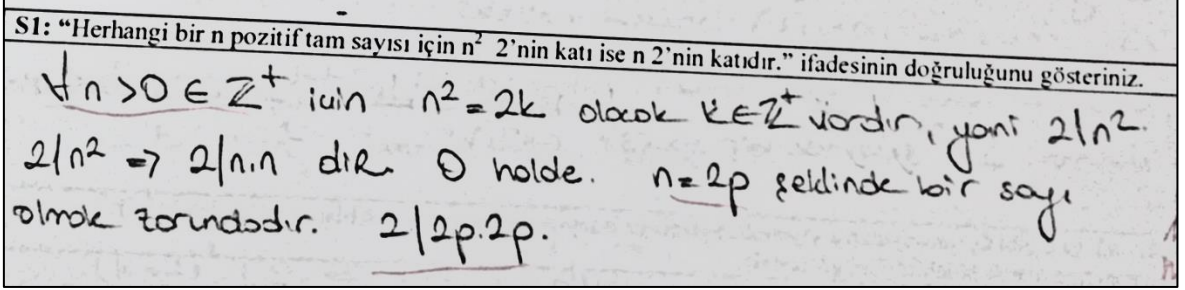 S1: “Herhangi bir n pozitif tam sayısı için n² 2’nin katı ise n 2’nin katıdır.” ifadesinin doğruluğunu gösteriniz.
∀n>0 ∈ Z⁺ için n² = 2k olacak k∈Z⁺ vardır, yani 2|n².
2|n² => 2|n.n dir. O halde. n=2p şeklinde bir sayı
olmak zorundadır. 2|2p.2p.